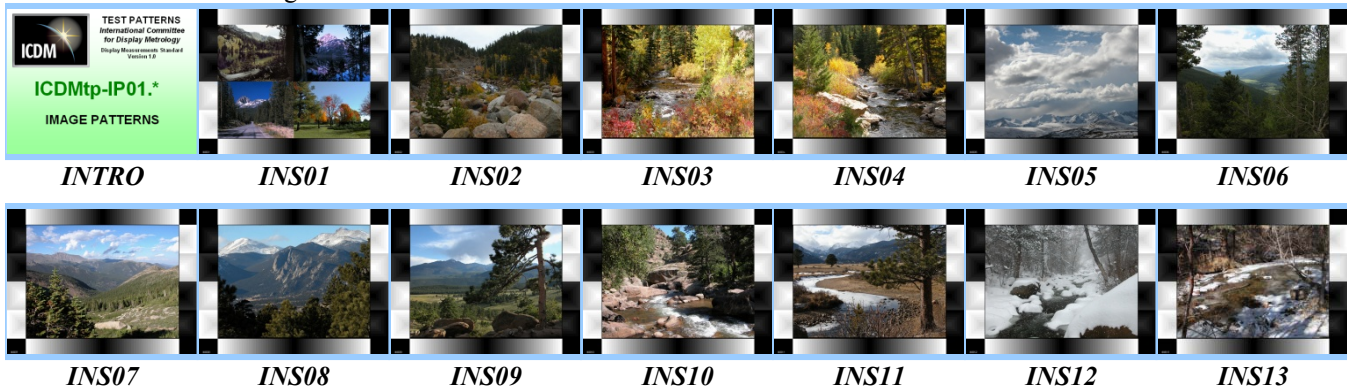 TEST PATTERNS
International Committee
for Display Metrology
Display Measurements Standard
Version 1.0
ICDM
ICDMtp-IP01.*
IMAGE PATTERNS
INTRO INS01 INS02 INS03 INS04 INS05 INS06
INS07 INS08 INS09 INS10 INS11 INS12 INS13